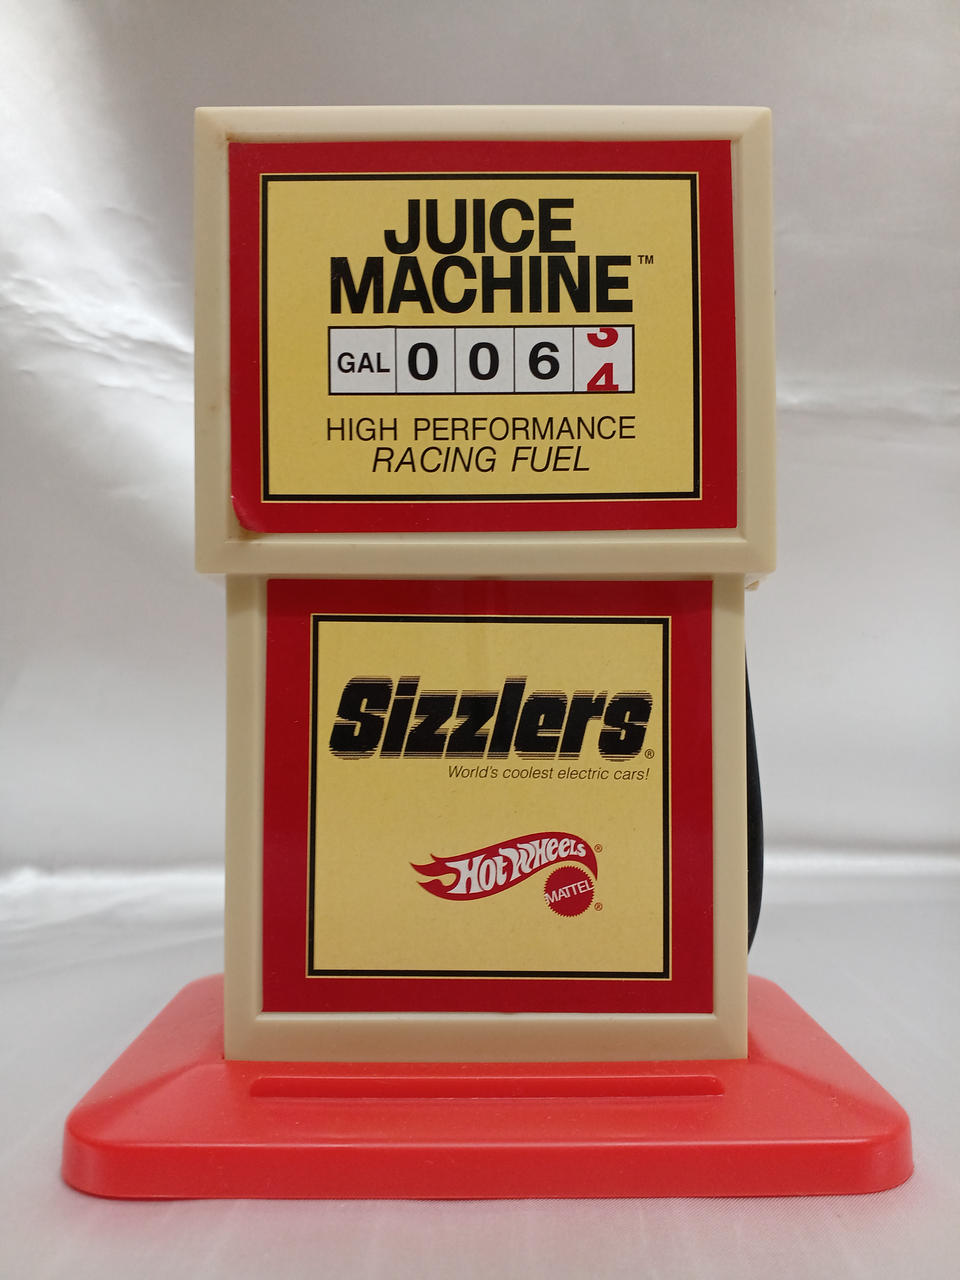 JUICE
MACHINE™
GAL 0 0 6 3
4
HIGH PERFORMANCE
RACING FUEL
Sizzlers®
World's coolest electric cars!
HOT WHEELS®
MATTEL®